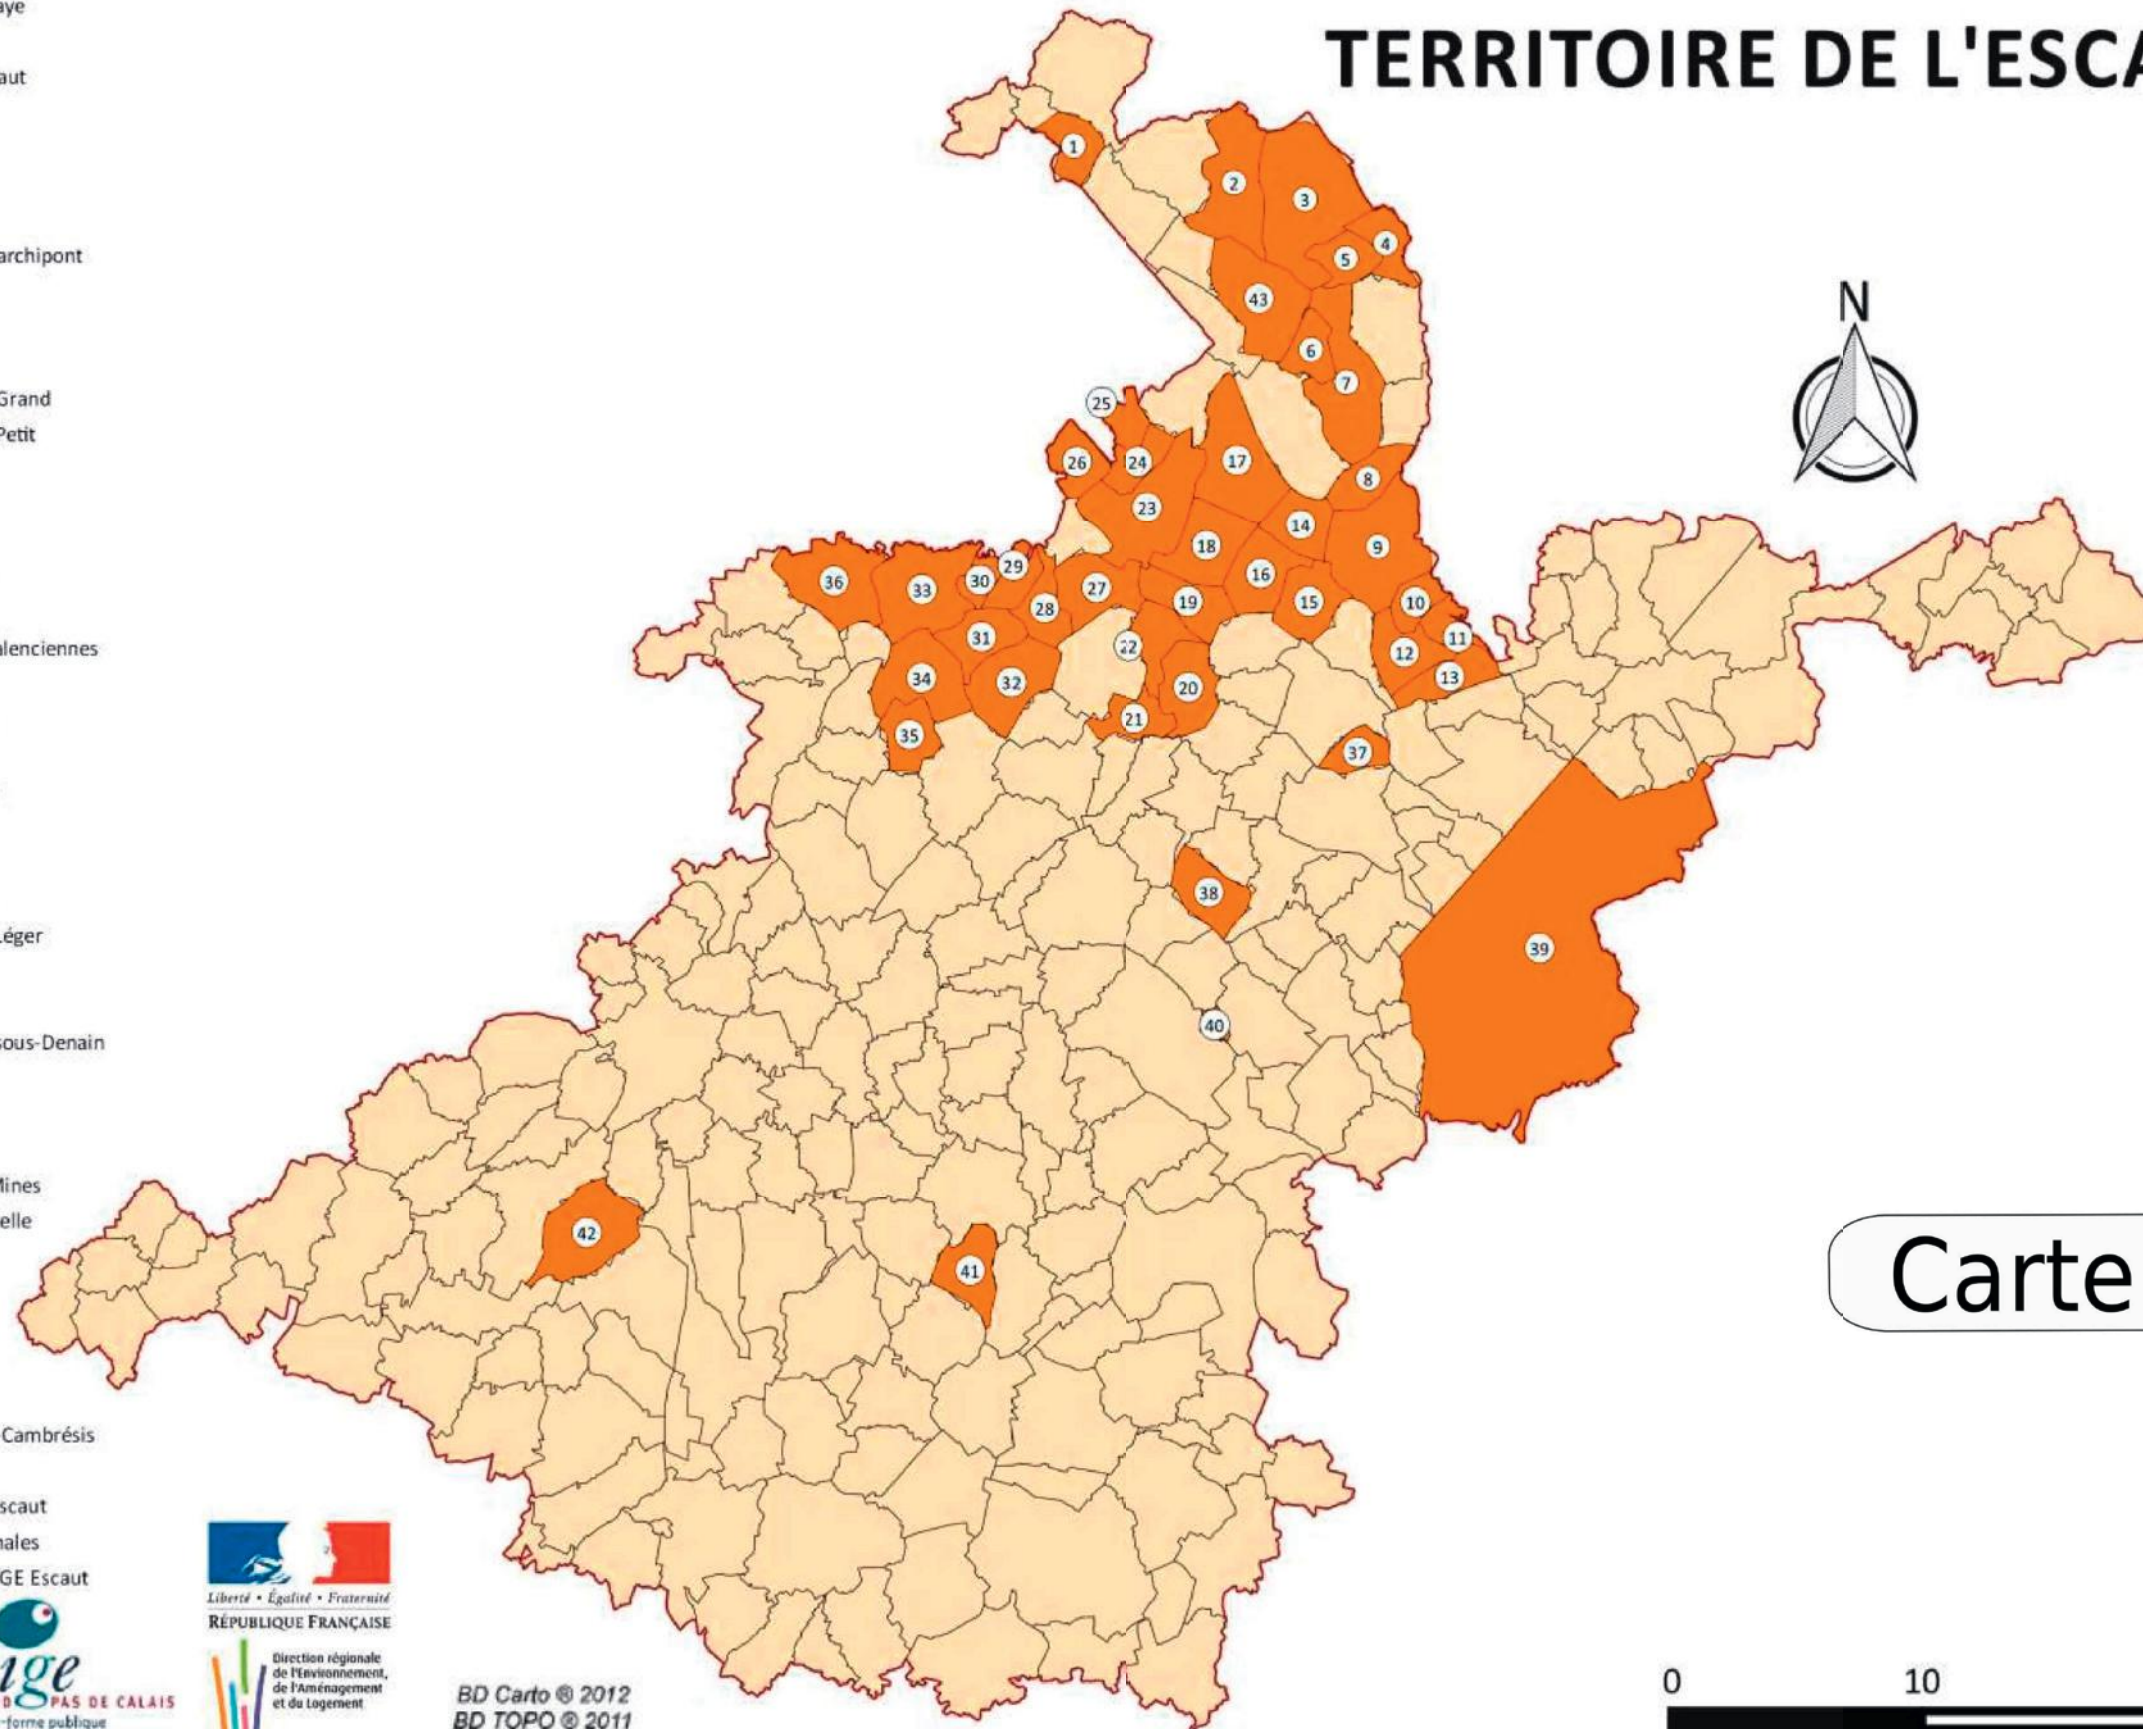 TERRITOIRE DE L'ESCA
aye
aut
archipont
Grand
Petit
alenciennes
Léger
sous-Denain
Mines
elle
Cambrésis
scaut
nales
GE Escaut
N
1
2
3
4
5
43
6
7
25
26
24
17
8
23
14
18
9
36
33
30
29
28
27
16
19
15
10
31
22
12
11
34
32
20
13
35
21
37
38
39
40
42
41
Carte
Liberté • Égalité • Fraternité
RÉPUBLIQUE FRANÇAISE
Direction régionale
de l'Environnement,
de l'Aménagement
et du Logement
ige
D PAS DE CALAIS
-forme publique
BD Carto ® 2012
BD TOPO ® 2011
0 10